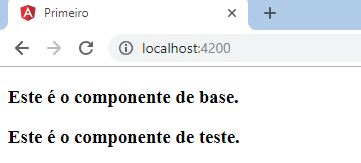 Primeiro
localhost:4200
Este é o componente de base.
Este é o componente de teste.